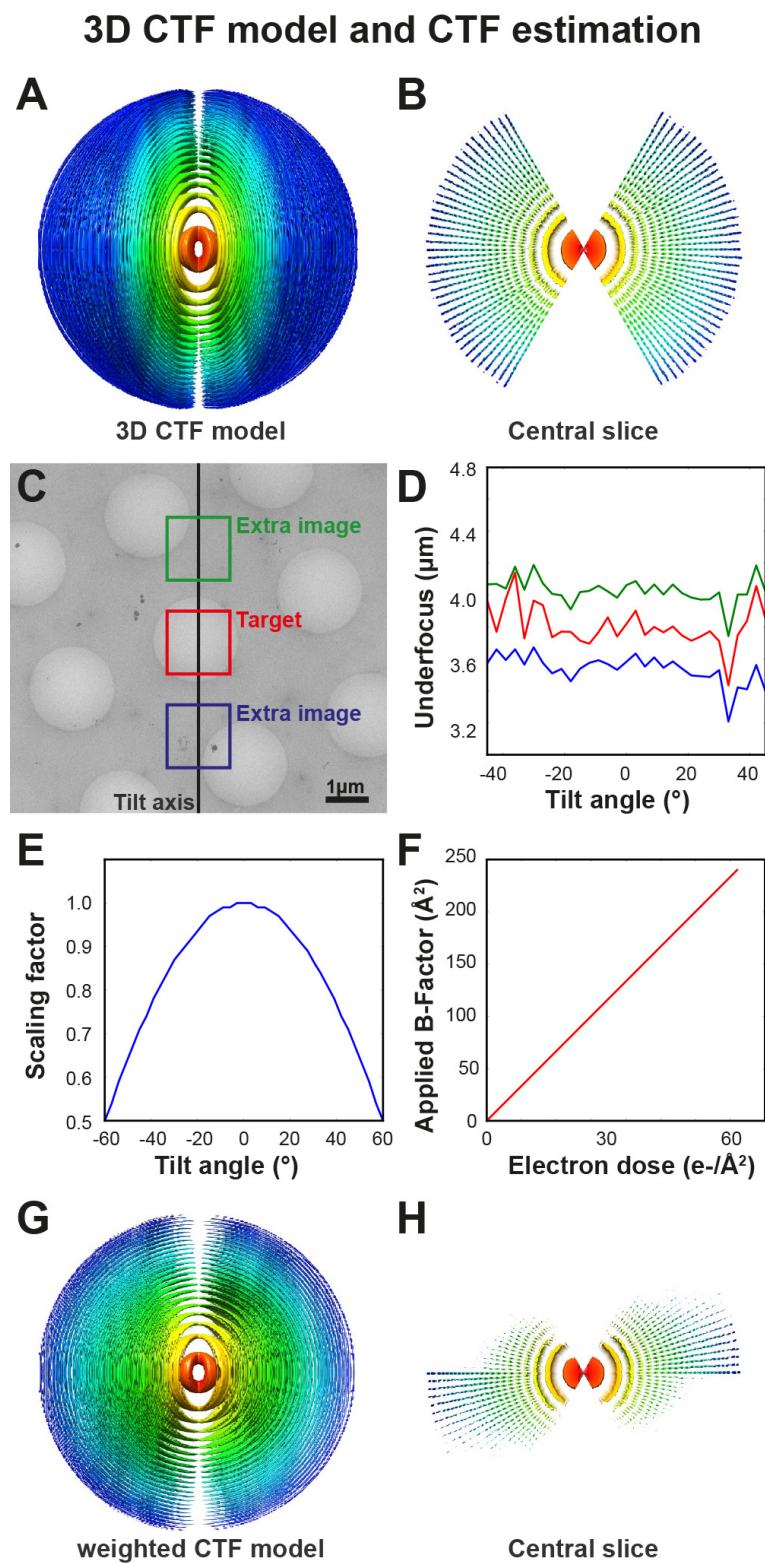 3D CTF model and CTF estimation
A
B
3D CTF model
Central slice
C
Extra image
Target
Extra image
Tilt axis
1µm
D
Underfocus (µm)
4.8
4.4
4.0
3.6
3.2
-40
-20
0
20
40
Tilt angle (°)
E
Scaling factor
1.0
0.9
0.8
0.7
0.6
0.5
-60
-40
-20
0
20
40
60
Tilt angle (°)
F
Applied B-Factor (Å²)
250
200
150
100
50
0
0
30
60
Electron dose (e-/Å²)
G
H
weighted CTF model
Central slice